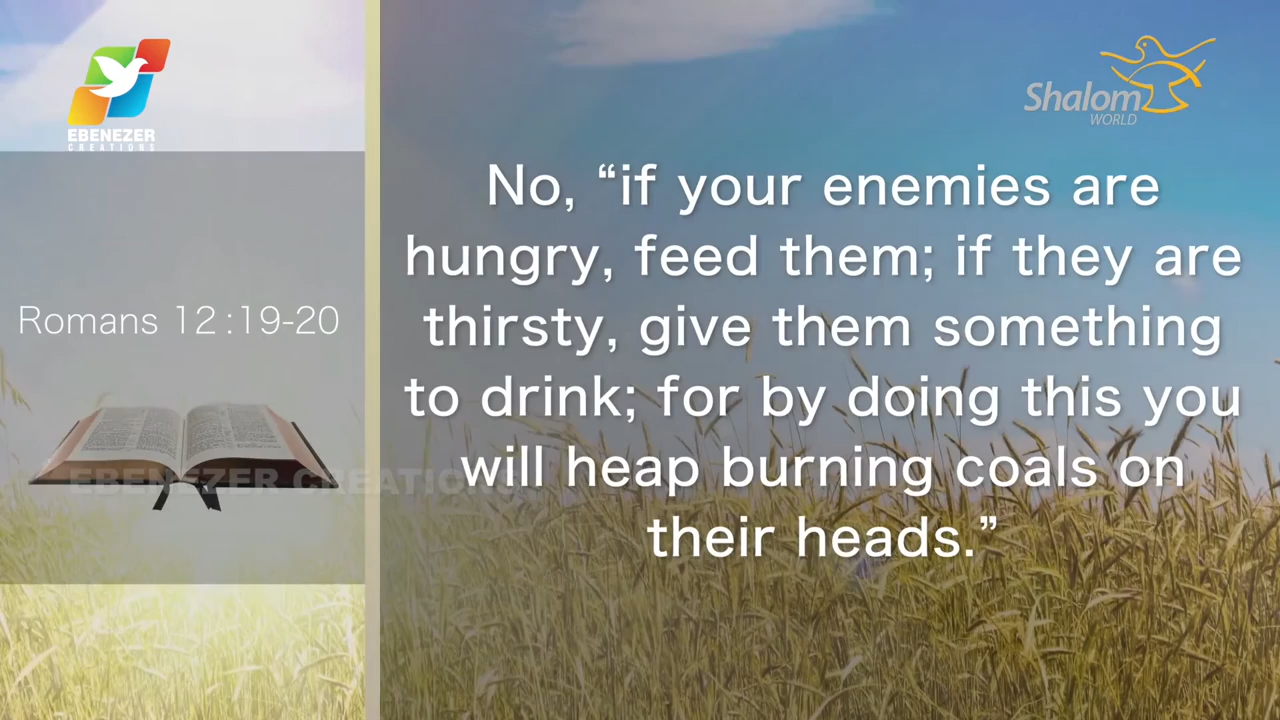 EBENEZER
CREATIONS
Shalom
WORLD
Romans 12:19-20
No, “if your enemies are
hungry, feed them; if they are
thirsty, give them something
to drink; for by doing this you
will heap burning coals on
their heads.”
EBENEZER CREATIONS